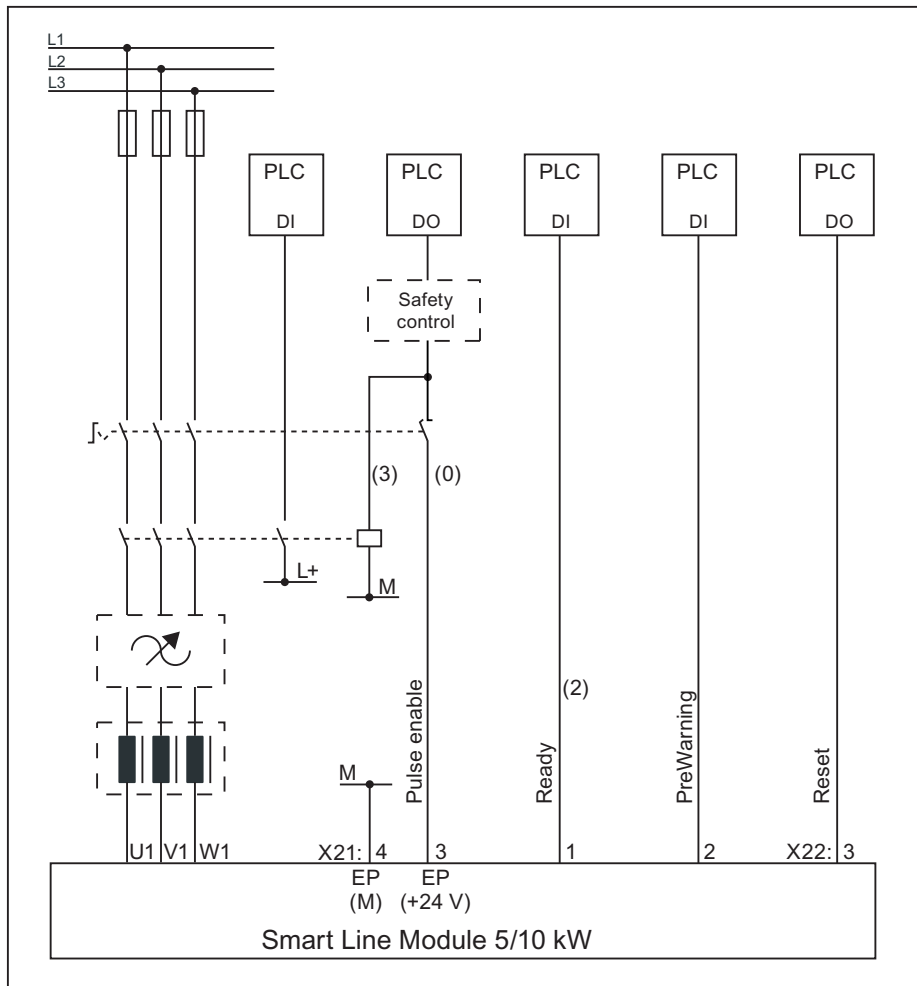 L1
L2
L3
PLC
DI
PLC
DO
PLC
DI
PLC
DI
PLC
DO
Safety
control
(3)
(0)
L+
M
(2)
Pulse enable
Ready
PreWarning
Reset
M
U1 V1 W1
X21: 4
3
1
2
X22: 3
EP
(M)
EP
(+24 V)
Smart Line Module 5/10 kW